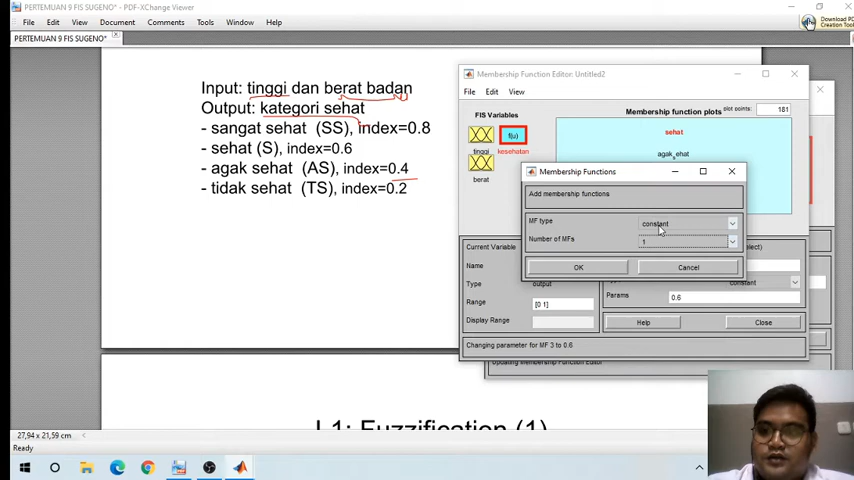 PERTEMUAN 9 FIS SUGENO* - PDF-XChange Viewer
File Edit View Document Comments Tools Window Help
Download PD
Creation Too
PERTEMUAN 9 FIS SUGENO*
Input: tinggi dan berat badan
Output: kategori sehat
- sangat sehat (SS), index=0.8
- sehat (S), index=0.6
- agak sehat (AS), index=0.4
- tidak sehat (TS), index=0.2
L1: Fuzzification (1)
Membership Function Editor: Untitled2
File Edit View
FIS Variables
Membership function plots
plot points:
181
f(u)
tinggi
kesehatan
berat
sehat
agak_sehat
Membership Functions
Add membership functions
MF type
constant
Number of MFs
1
OK
Cancel
Current Variable
Name
Type
output
Range
[0 1]
Display Range
constant
Params
0.6
Help
Close
Changing parameter for MF 3 to 0.6
Updating Membership Function Editor
27,94 x 21,59 cm
Ready